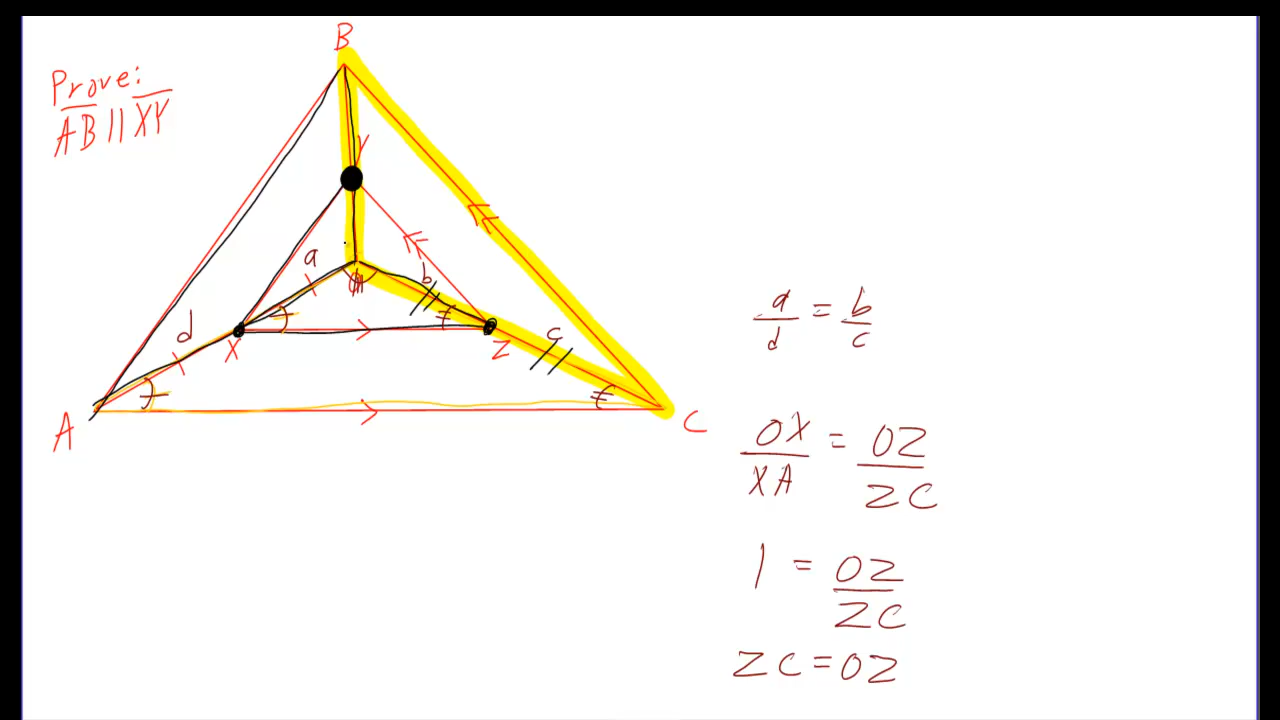 Prove:
AB || XY
B
Y
a
b
d
c
X
Z
A
C
a/d = b/c
OX/XA = OZ/ZC
1 = OZ/ZC
ZC = OZ